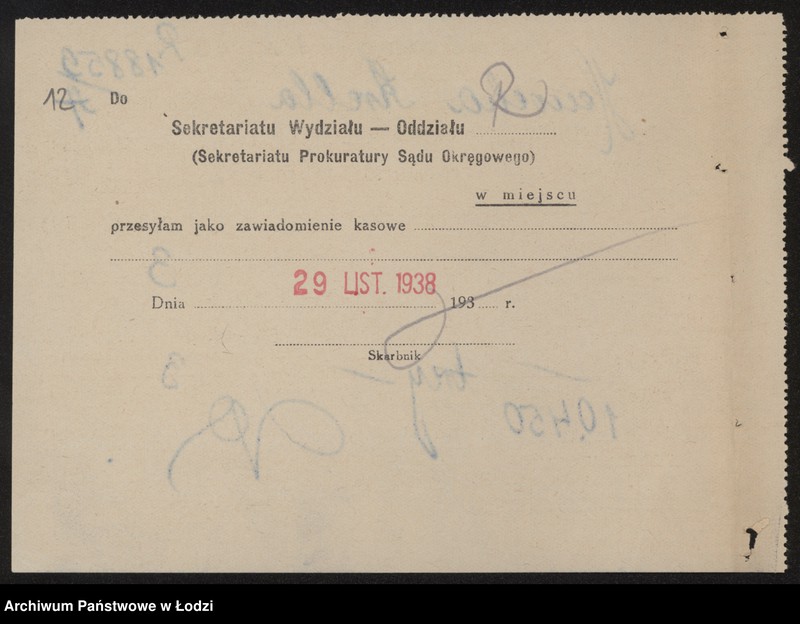 12 Do
Sekretariatu Wydziału — Oddziału R
(Sekretariatu Prokuratury Sądu Okręgowego)
w miejscu
przesyłam jako zawiadomienie kasowe
29 LIST. 1938
Dnia 193 r.
Skarbnik
Archiwum Państwowe w Łodzi